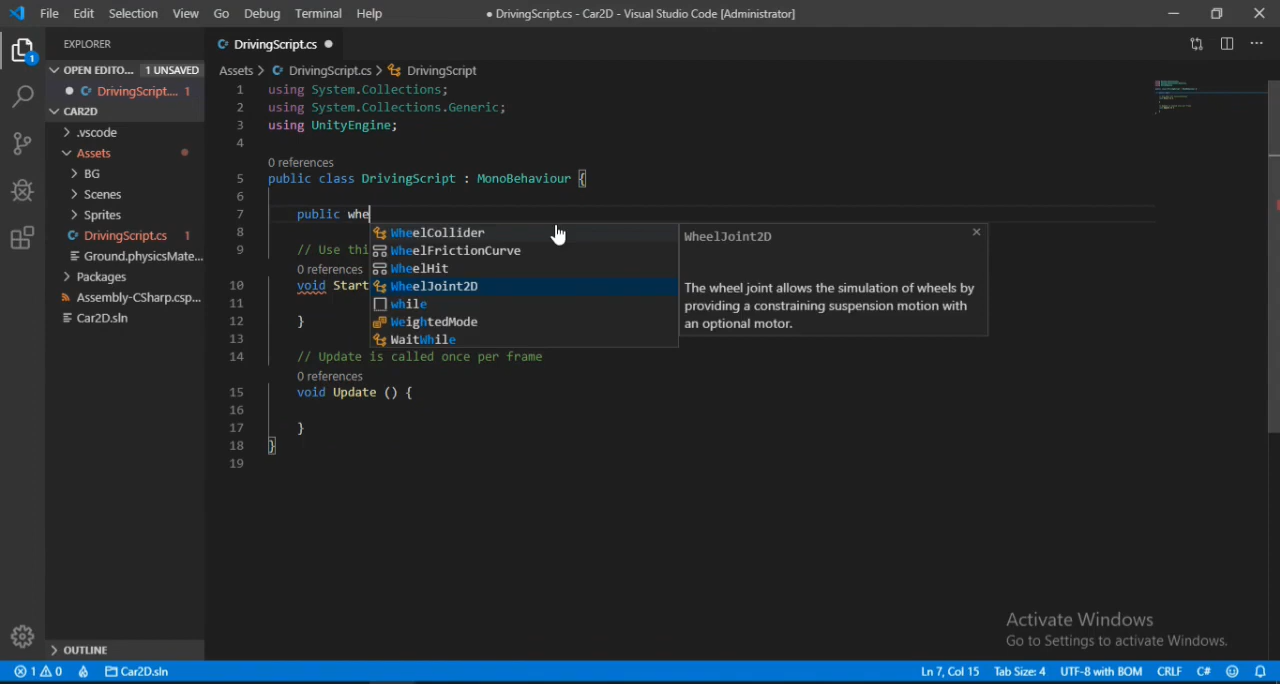 File Edit Selection View Go Debug Terminal Help
● DrivingScript.cs - Car2D - Visual Studio Code [Administrator]
EXPLORER
OPEN EDITO... 1 UNSAVED
DrivingScript.... 1
CAR2D
.vscode
Assets
BG
Scenes
Sprites
DrivingScript.cs 1
Ground.physicsMate...
Packages
Assembly-CSharp.csp...
Car2D.sln
OUTLINE
DrivingScript.cs
Assets > DrivingScript.cs > DrivingScript
1 using System.Collections;
2 using System.Collections.Generic;
3 using UnityEngine;
4
0 references
5 public class DrivingScript : MonoBehaviour {
6
7 public whe
8
9 // Use thi
0 references
10 void Start
11
12 }
13
14 // Update is called once per frame
0 references
15 void Update () {
16
17 }
18 }
19
WheelCollider
WheelFrictionCurve
WheelHit
WheelJoint2D
while
WeightedMode
WaitWhile
WheelJoint2D
The wheel joint allows the simulation of wheels by
providing a constraining suspension motion with
an optional motor.
Activate Windows
Go to Settings to activate Windows.
1 0 Car2D.sln
Ln 7, Col 15 Tab Size: 4 UTF-8 with BOM CRLF C#